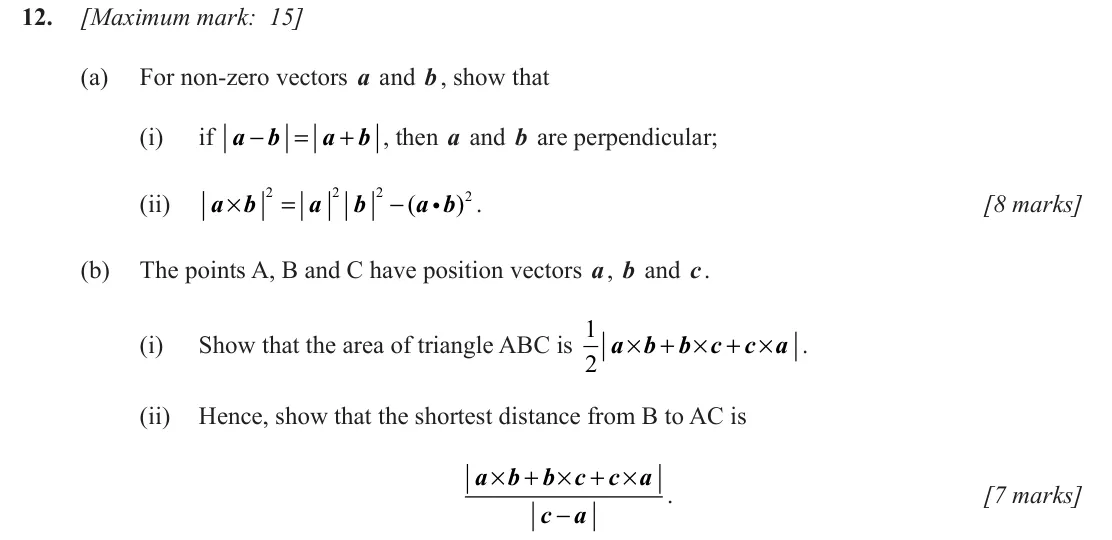 12. [Maximum mark: 15]
(a) For non-zero vectors a and b, show that
(i) if |a − b| = |a + b|, then a and b are perpendicular;
(ii) |a × b|² = |a|² |b|² − (a • b)². [8 marks]
(b) The points A, B and C have position vectors a, b and c.
(i) Show that the area of triangle ABC is 1/2 |a × b + b × c + c × a|.
(ii) Hence, show that the shortest distance from B to AC is
|a × b + b × c + c × a|
|c − a| . [7 marks]